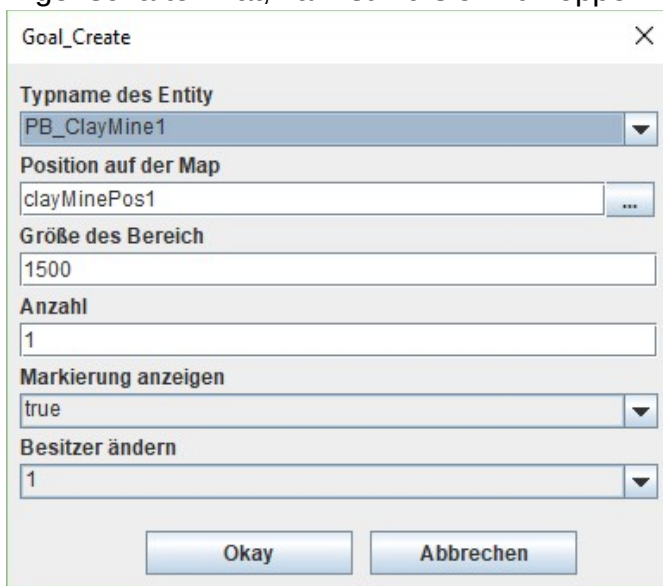 Goal_Create
Typname des Entity
PB_ClayMine1
Position auf der Map
clayMinePos1
...
Größe des Bereich
1500
Anzahl
1
Markierung anzeigen
true
Besitzer ändern
1
Okay Abbrechen